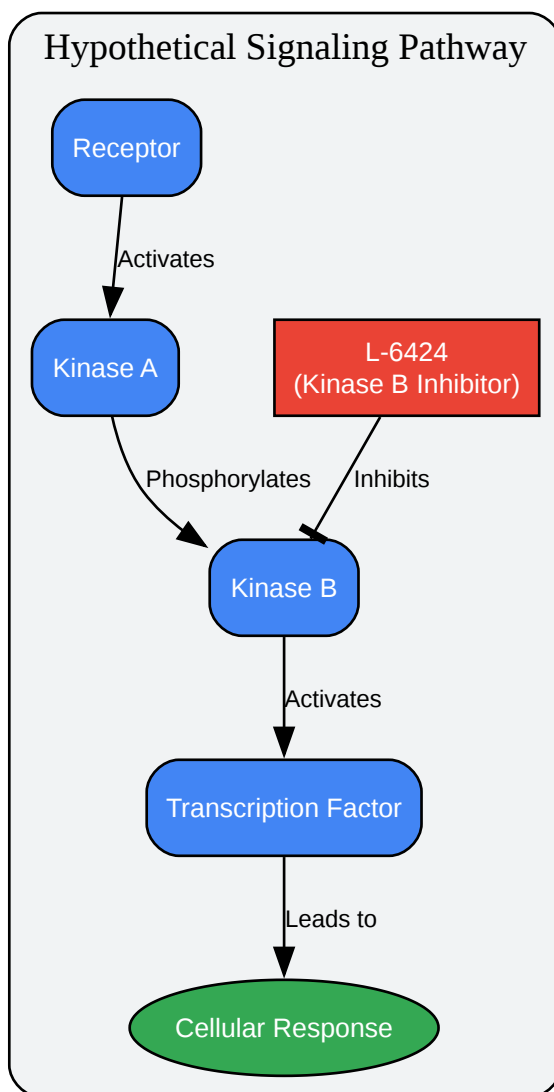 Hypothetical Signaling Pathway
Receptor
Activates
Kinase A
L-6424
(Kinase B Inhibitor)
Phosphorylates
Inhibits
Kinase B
Activates
Transcription Factor
Leads to
Cellular Response